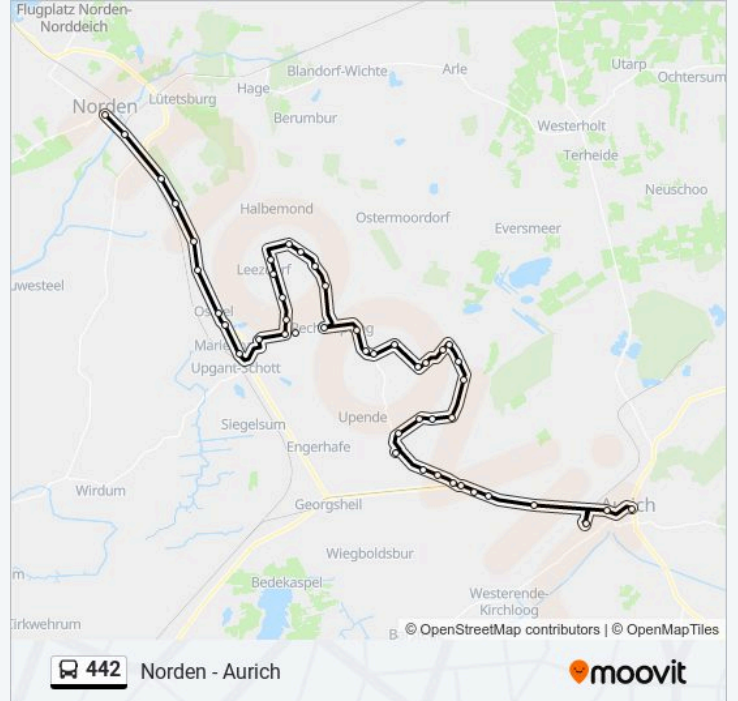 Flugplatz Norden-
Norddeich
Utarp
Ochtersum
Arle
Blandorf-Wichte
Hage
Lütetsburg
Norden
Berumbur
Westerholt
Terheide
Neuschoo
Halbemond
Ostermoordorf
Eversmeer
uwesteel
Upgant-Schott
Siegelsum
Upende
Engerhafe
Wirdum
Georgsheil
Aurich
Wiegboldsbur
Bedekaspel
Westerende-
Kirchloog
© OpenStreetMap contributors | © OpenMapTiles
442 Norden - Aurich
moovit